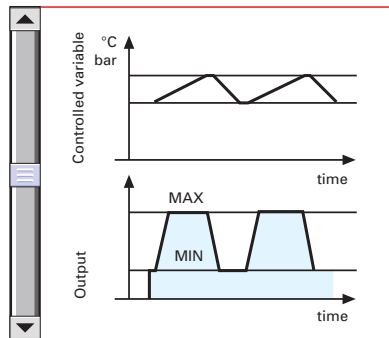 °C
bar
Controlled variable
time
MAX
MIN
Output
time